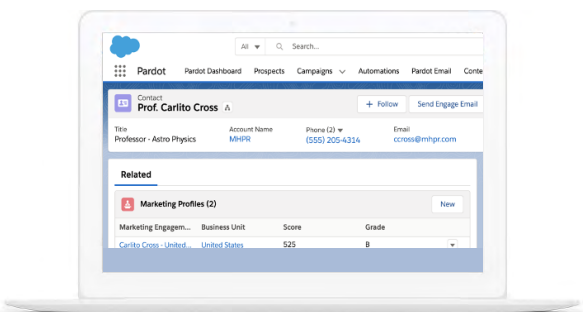 All Search...
Pardot Pardot Dashboard Prospects Campaigns Automations Pardot Email Conte
Contact
Prof. Carlito Cross
+ Follow Send Engage Email
Title Account Name Phone (2) Email
Professor - Astro Physics MHPR (555) 205-4314 ccross@mhpr.com
Related
Marketing Profiles (2) New
Marketing Engagem... Business Unit Score Grade
Carlito Cross - United... United States 525 B